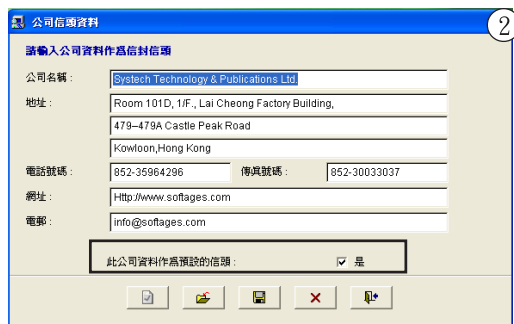 公司信頭資料
②
請輸入公司資料作為信封信頭
公司名稱 : Systech Technology & Publications Ltd.
地址 : Room 101D, 1/F., Lai Cheong Factory Building,
479–479A Castle Peak Road
Kowloon,Hong Kong
電話號碼 : 852-35964296 傳真號碼 : 852-30033037
網址 : Http://www.softages.com
電郵 : info@softages.com
此公司資料作為預設的信頭 : 是